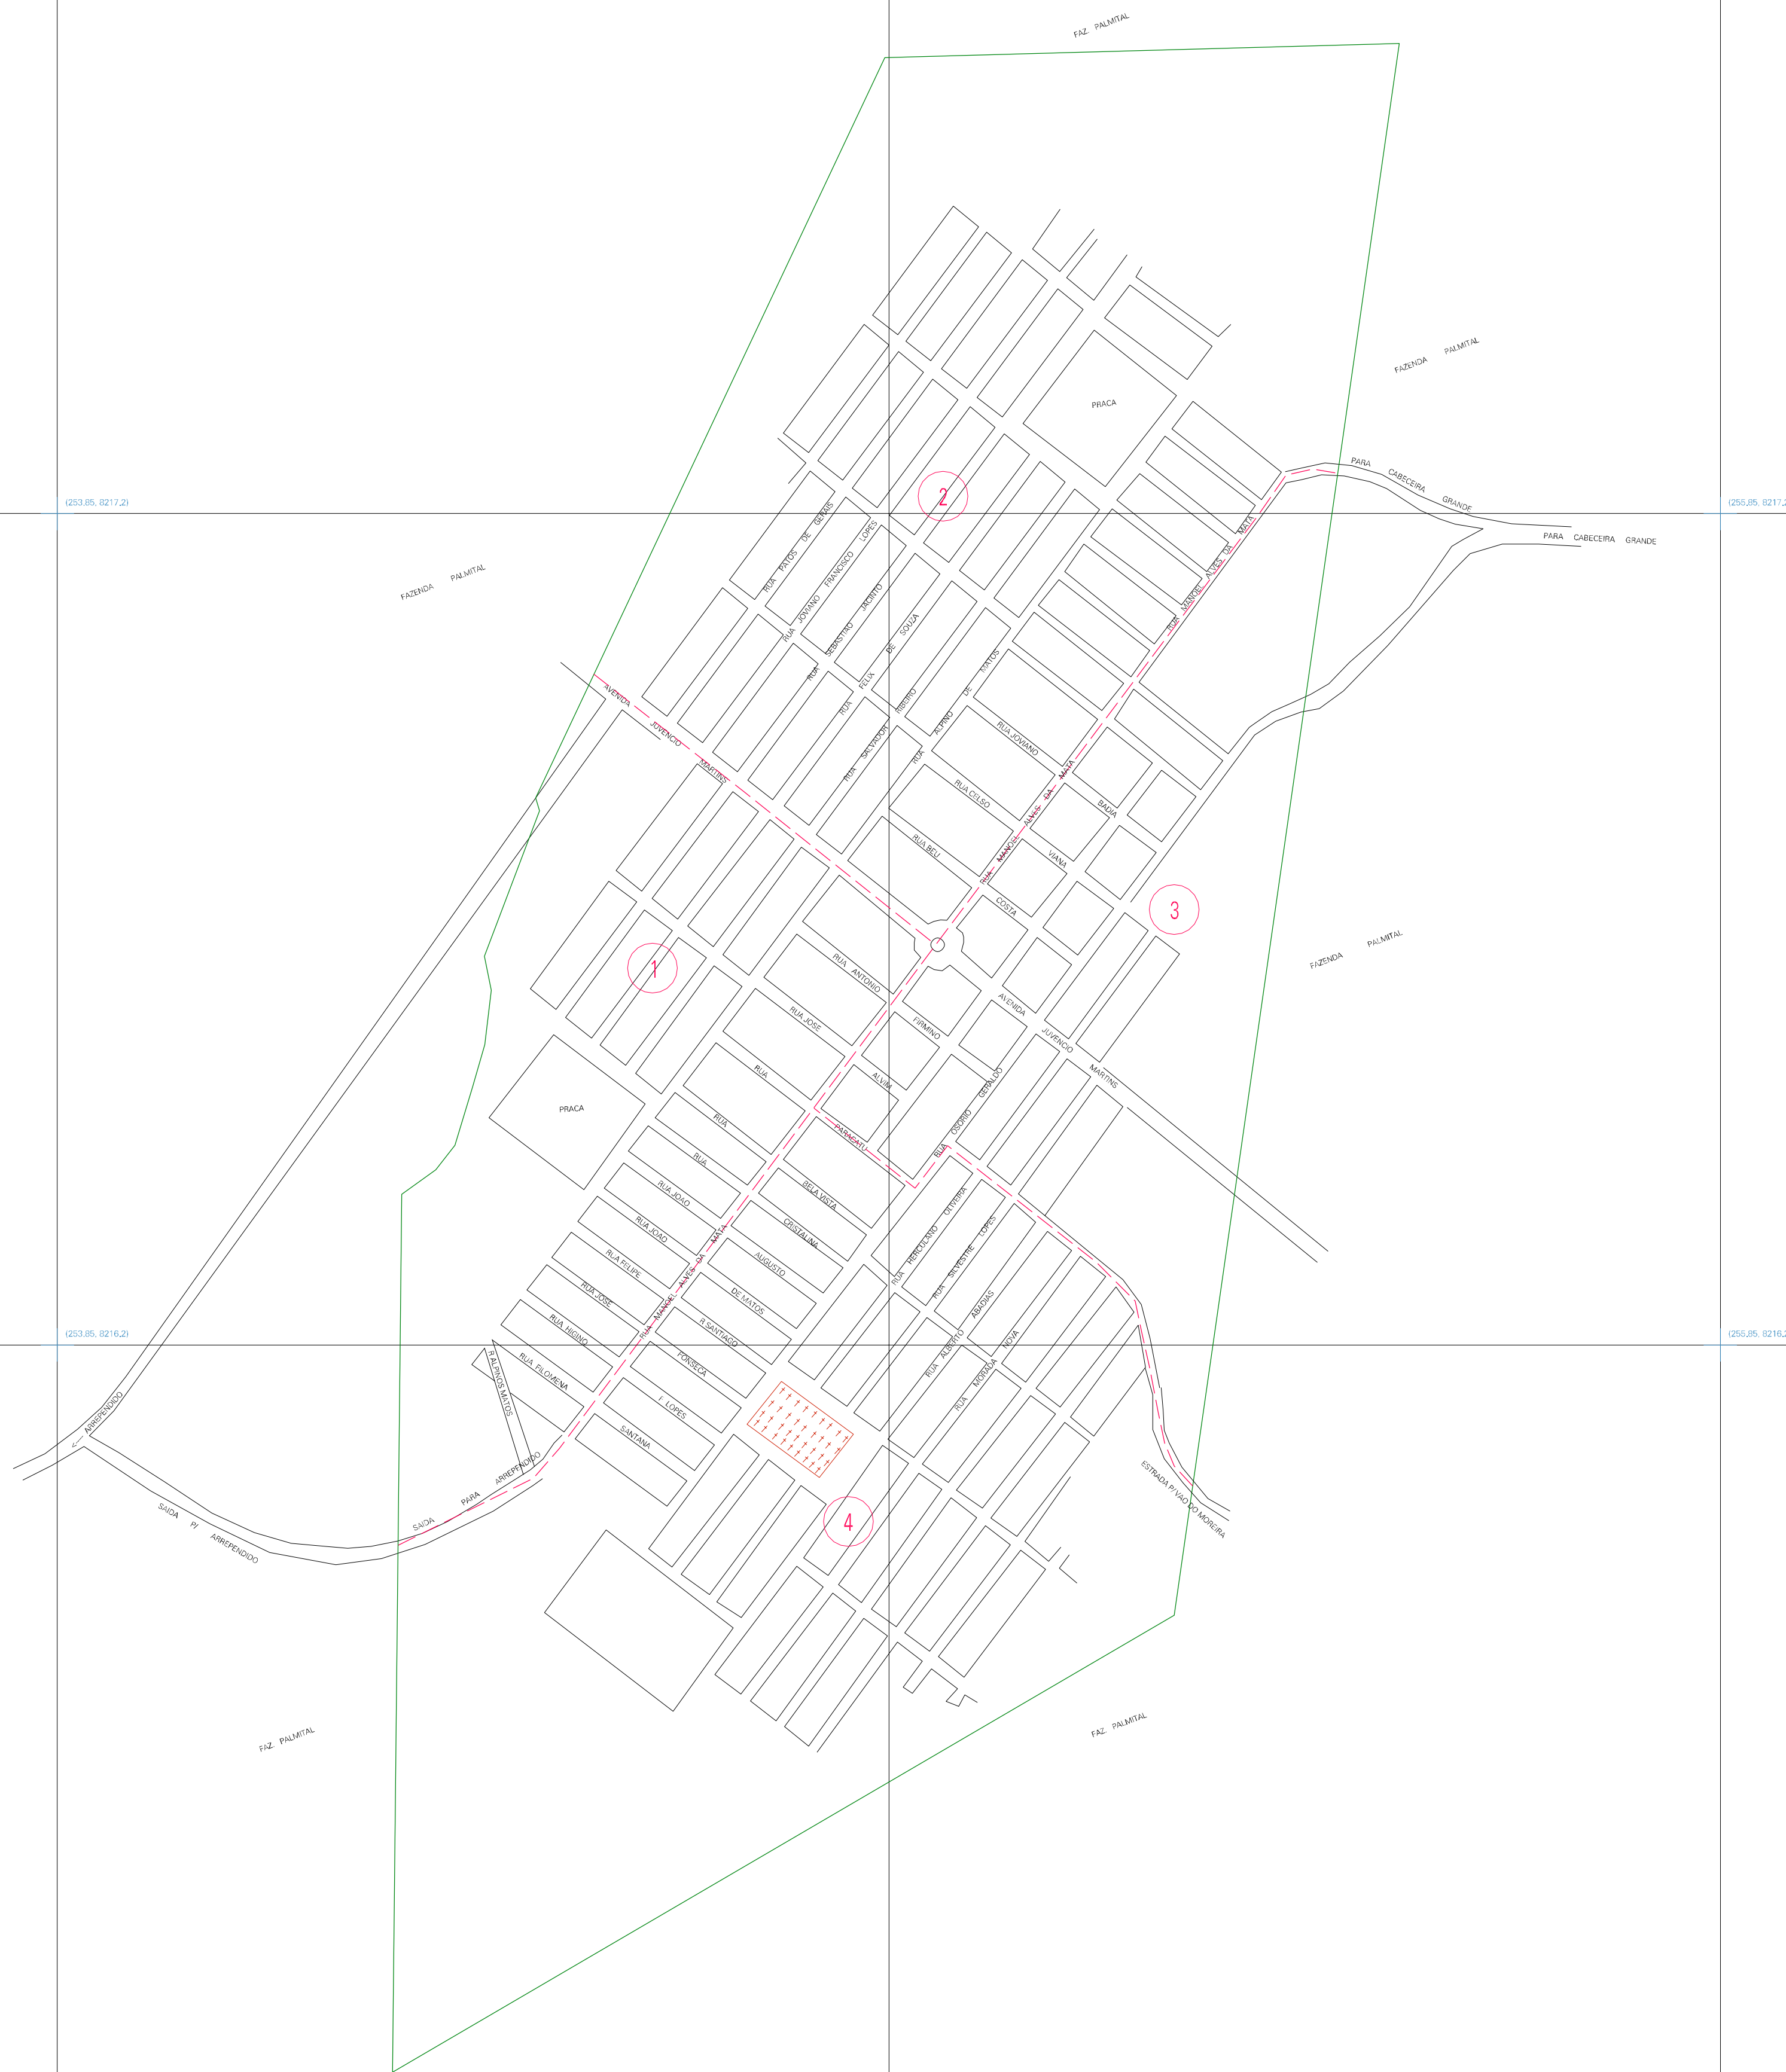 FAZ. PALMITAL
FAZENDA PALMITAL
PRACA
PARA CABECEIRA GRANDE
2
(253,85, 8217,2)
(255,85, 8217,2
PARA CABECEIRA GRANDE
RUA PATOS DE GERAIS
RUA JOVIANO FRANCISCO LOPES
RUA SEBASTIAO JACINTO
RUA FELIX DE SOUZA
RUA SALVADOR RIBEIRO
RUA ALPINO DE MATOS
RUA MANOEL ALVES DA MATA
FAZENDA PALMITAL
AVENIDA JUVENCIO MARTINS
RUA JOVIANO
RUA CELSO
RUA BEU
BADIA
VIANA
COSTA
RUA MANOEL ALVES DA MATA
3
FAZENDA PALMITAL
1
RUA ANTONIO
RUA JOSE
RUA
RUA
RUA
FIRMINO
ALVIM
PARACATU
AVENIDA JUVENCIO MARTINS
RUA OSORIO GERALDO
PRACA
RUA JOAO
RUA JOAO
RUA FELIPE
RUA JOSE
RUA HIGINO
RUA FILOMENA
R ALPINOS MATOS
BELA VISTA
CRISTALINA
AUGUSTO
DE MATOS
R SANTIAGO
FONSECA
F LOPES
SANTANA
RUA MANOEL ALVES DA MATA
RUA HERCULANO OLIVEIRA
RUA SILVESTRE LOPES
RUA ALBERTO ABADIAS
RUA MORADA NOVA
(253,85, 8216,2)
(255,85, 8216,2
ARREPENDIDO
SAIDA P/ ARREPENDIDO
SAIDA PARA ARREPENDIDO
ESTRADA P/VAO DO MOREIRA
4
FAZ. PALMITAL
FAZ. PALMITAL